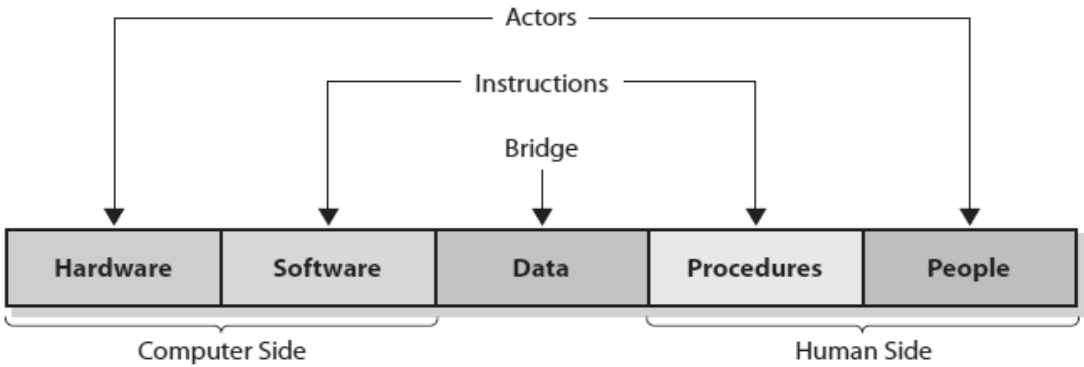 Actors
Instructions
Bridge
Hardware Software Data Procedures People
Computer Side Human Side